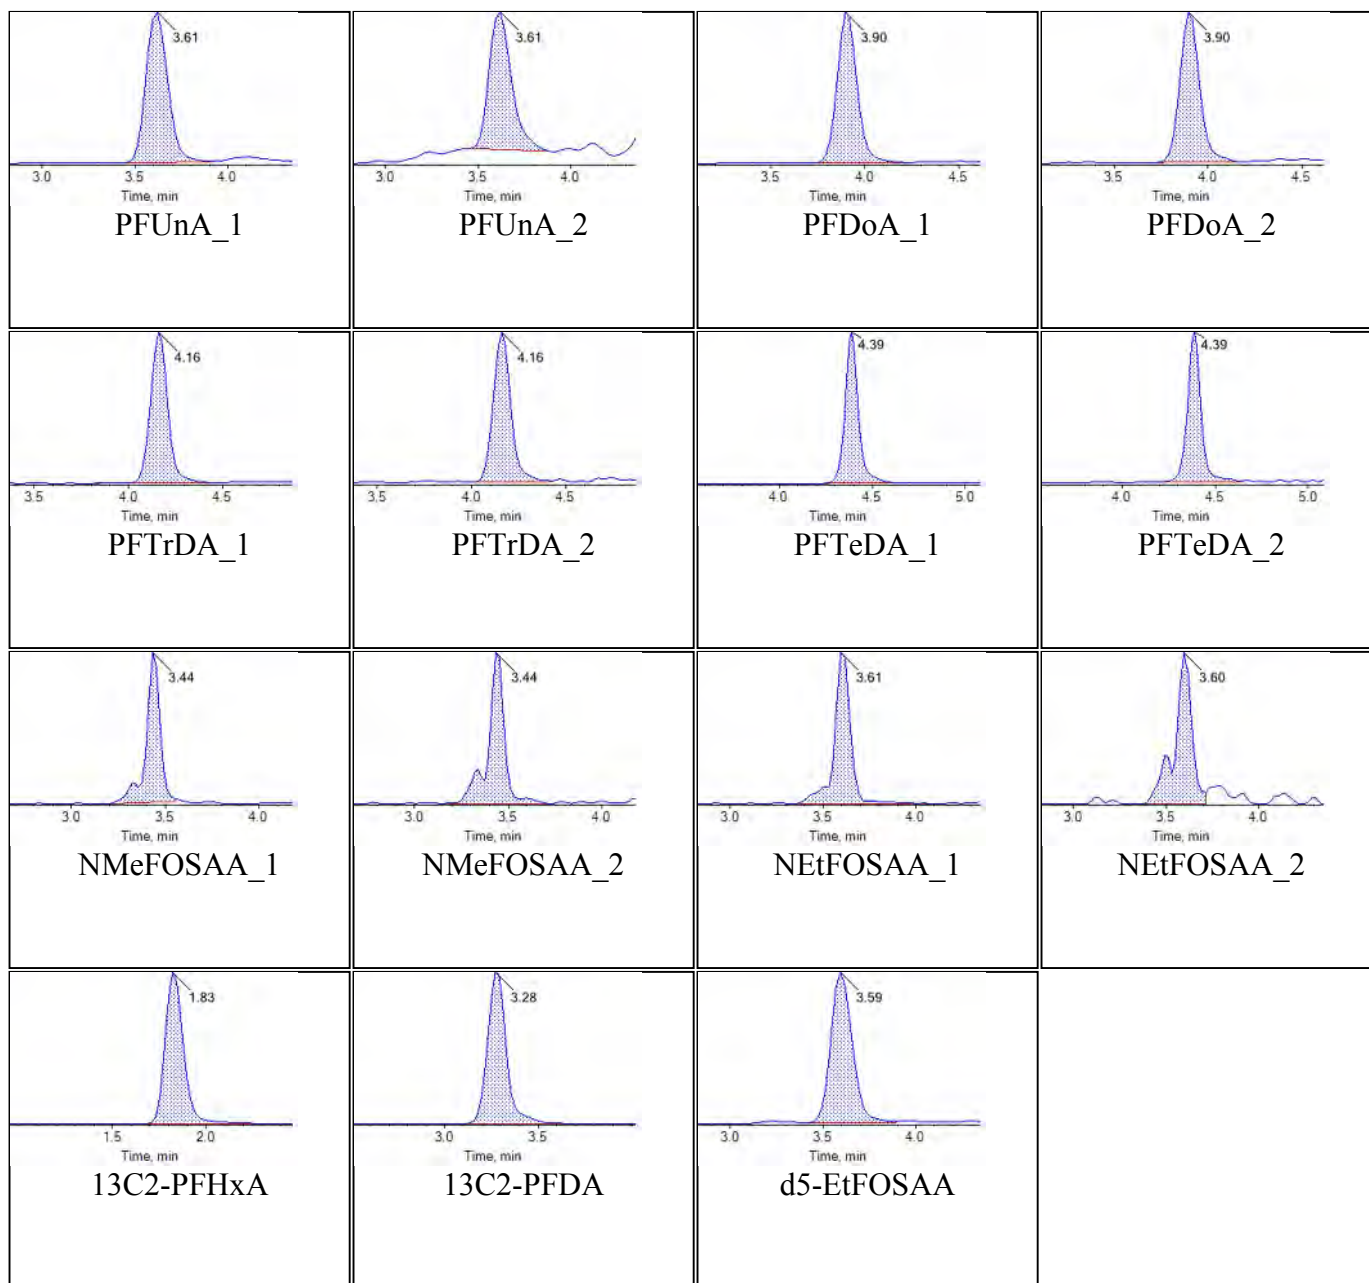 3.61
3.0 3.5 4.0
Time, min
PFUnA_1
3.61
3.0 3.5 4.0
Time, min
PFUnA_2
3.90
3.5 4.0 4.5
Time, min
PFDoA_1
3.90
3.5 4.0 4.5
Time, min
PFDoA_2
4.16
3.5 4.0 4.5
Time, min
PFTrDA_1
4.16
3.5 4.0 4.5
Time, min
PFTrDA_2
4.39
4.0 4.5 5.0
Time, min
PFTeDA_1
4.39
4.0 4.5 5.0
Time, min
PFTeDA_2
3.44
3.0 3.5 4.0
Time, min
NMeFOSAA_1
3.44
3.0 3.5 4.0
Time, min
NMeFOSAA_2
3.61
3.0 3.5 4.0
Time, min
NEtFOSAA_1
3.60
3.0 3.5 4.0
Time, min
NEtFOSAA_2
1.83
1.5 2.0
Time, min
13C2-PFHxA
3.28
3.0 3.5
Time, min
13C2-PFDA
3.59
3.0 3.5 4.0
Time, min
d5-EtFOSAA